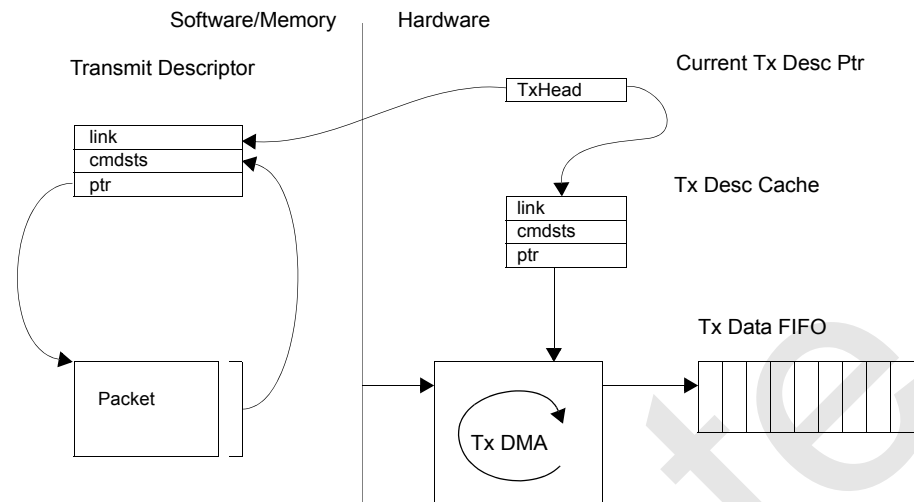 Software/Memory
Hardware
Transmit Descriptor
Current Tx Desc Ptr
TxHead
link
cmdsts
ptr
Tx Desc Cache
link
cmdsts
ptr
Tx Data FIFO
Packet
Tx DMA
te